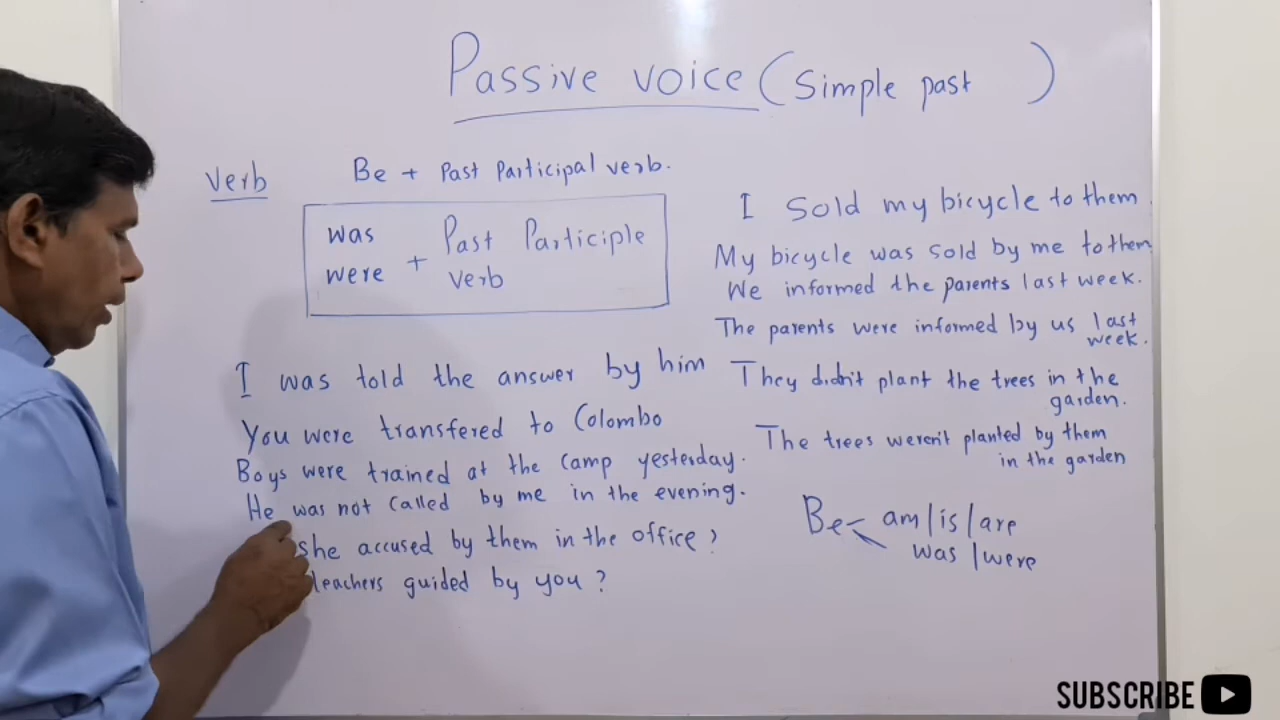 Passive voice (Simple past )
Verb
Be + Past Participal verb.
was
were
+
Past Participle
verb
I was told the answer by him
You were transfered to Colombo
Boys were trained at the camp yesterday.
He was not called by me in the evening.
she accused by them in the office?
teachers guided by you?
I sold my bicycle to them.
My bicycle was sold by me to them
We informed the parents last week.
The parents were informed by us last
week.
They didn't plant the trees in the
garden.
The trees weren't planted by them
in the garden
Be
am/is/are
was/were
SUBSCRIBE